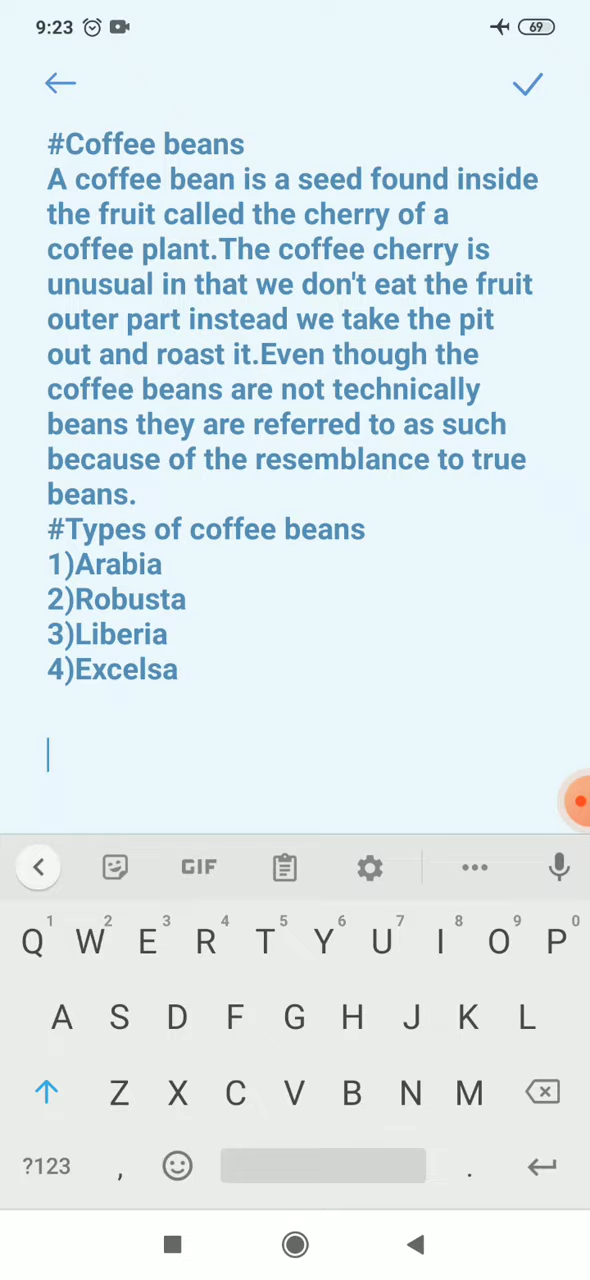 9:23 69
#Coffee beans
A coffee bean is a seed found inside
the fruit called the cherry of a
coffee plant.The coffee cherry is
unusual in that we don't eat the fruit
outer part instead we take the pit
out and roast it.Even though the
coffee beans are not technically
beans they are referred to as such
because of the resemblance to true
beans.
#Types of coffee beans
1)Arabia
2)Robusta
3)Liberia
4)Excelsa
GIF
1 2 3 4 5 6 7 8 9 0
Q W E R T Y U I O P
A S D F G H J K L
Z X C V B N M
?123 , .